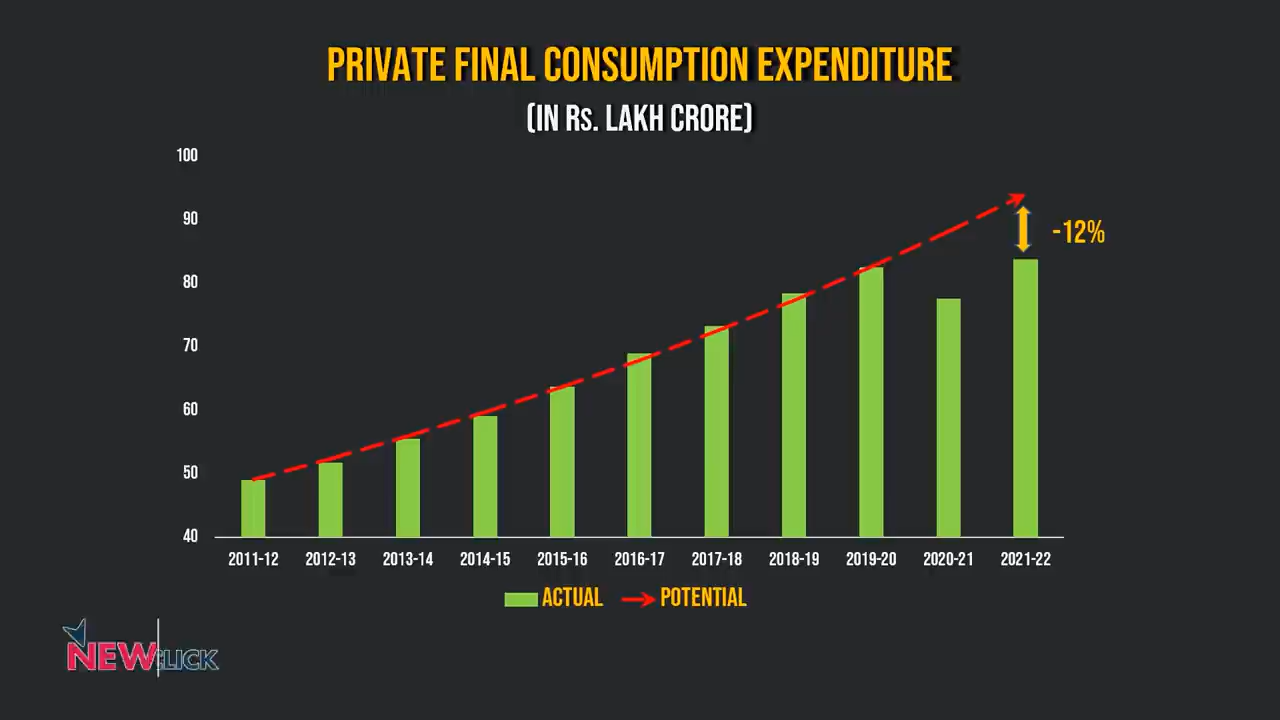 PRIVATE FINAL CONSUMPTION EXPENDITURE
(IN Rs. LAKH CRORE)
100
90
80
70
60
50
40
-12%
2011-12 2012-13 2013-14 2014-15 2015-16 2016-17 2017-18 2018-19 2019-20 2020-21 2021-22
ACTUAL POTENTIAL
NEWCLICK